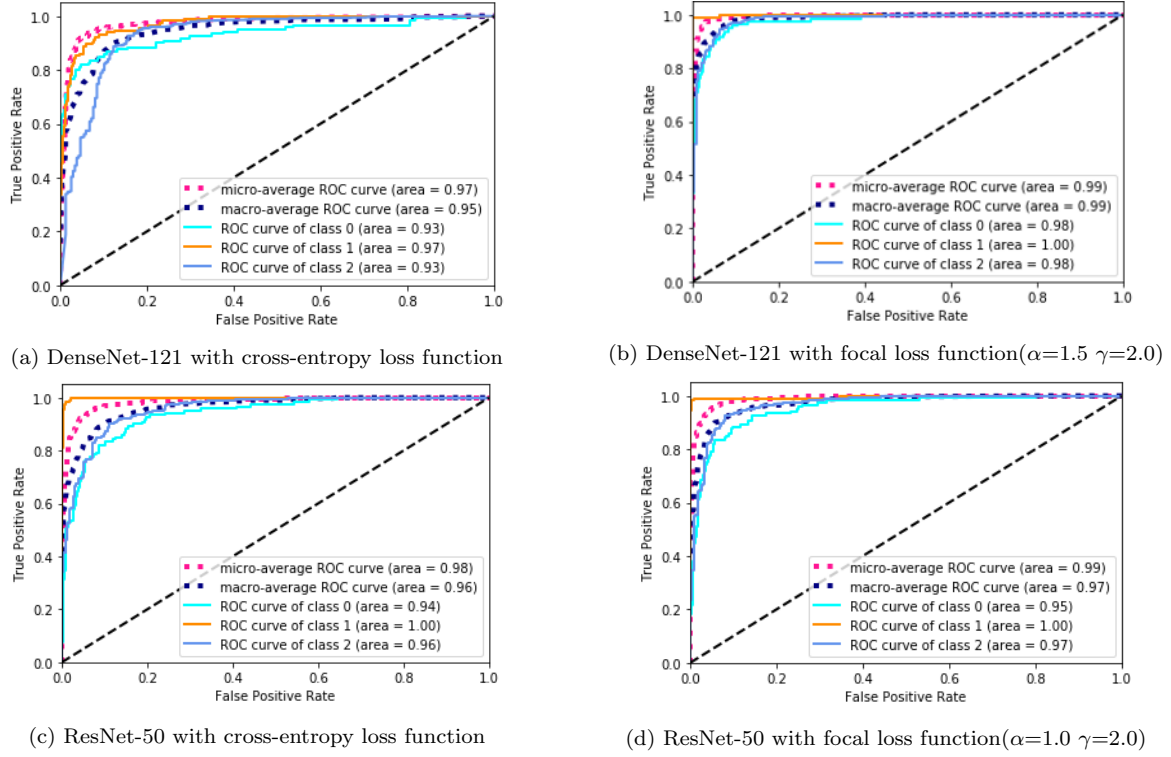 1.0
0.8
0.6
0.4
0.2
0.0
True Positive Rate
micro-average ROC curve (area = 0.97)
macro-average ROC curve (area = 0.95)
ROC curve of class 0 (area = 0.93)
ROC curve of class 1 (area = 0.97)
ROC curve of class 2 (area = 0.93)
0.0 0.2 0.4 0.6 0.8 1.0
False Positive Rate
(a) DenseNet-121 with cross-entropy loss function
1.0
0.8
0.6
0.4
0.2
0.0
True Positive Rate
micro-average ROC curve (area = 0.99)
macro-average ROC curve (area = 0.99)
ROC curve of class 0 (area = 0.98)
ROC curve of class 1 (area = 1.00)
ROC curve of class 2 (area = 0.98)
0.0 0.2 0.4 0.6 0.8 1.0
False Positive Rate
(b) DenseNet-121 with focal loss function(α=1.5 γ=2.0)
1.0
0.8
0.6
0.4
0.2
0.0
True Positive Rate
micro-average ROC curve (area = 0.98)
macro-average ROC curve (area = 0.96)
ROC curve of class 0 (area = 0.94)
ROC curve of class 1 (area = 1.00)
ROC curve of class 2 (area = 0.96)
0.0 0.2 0.4 0.6 0.8 1.0
False Positive Rate
(c) ResNet-50 with cross-entropy loss function
1.0
0.8
0.6
0.4
0.2
0.0
True Positive Rate
micro-average ROC curve (area = 0.99)
macro-average ROC curve (area = 0.97)
ROC curve of class 0 (area = 0.95)
ROC curve of class 1 (area = 1.00)
ROC curve of class 2 (area = 0.97)
0.0 0.2 0.4 0.6 0.8 1.0
False Positive Rate
(d) ResNet-50 with focal loss function(α=1.0 γ=2.0)